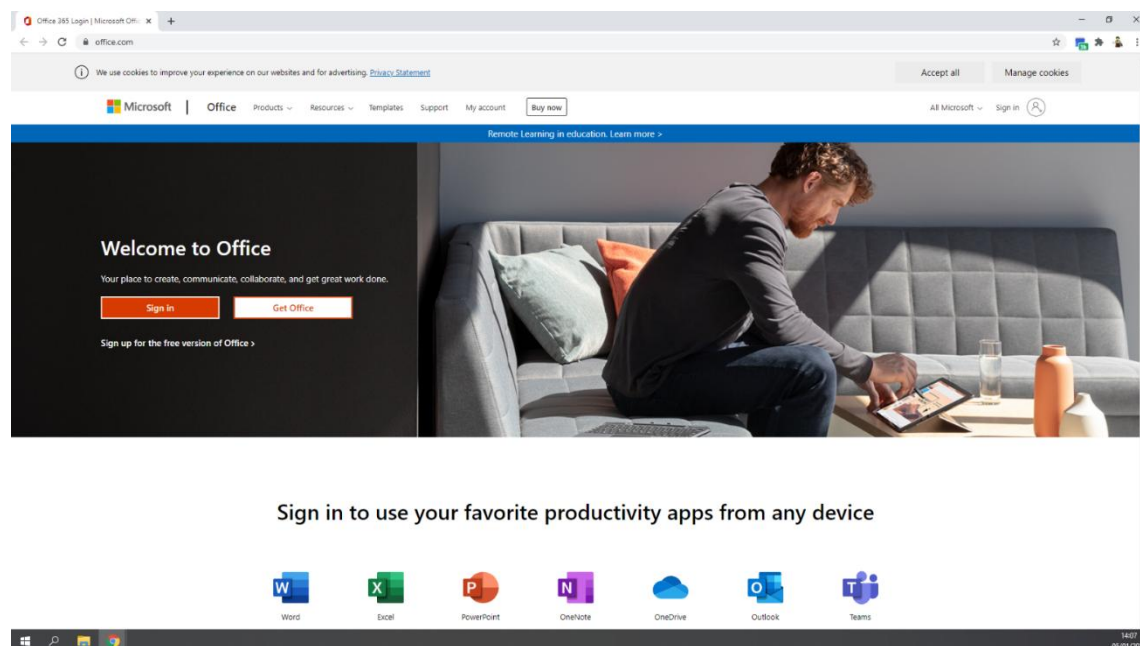 Office 365 Login | Microsoft Offic
office.com
We use cookies to improve your experience on our websites and for advertising. Privacy Statement
Accept all
Manage cookies
Microsoft | Office Products Resources Templates Support My account Buy now All Microsoft Sign in
Remote Learning in education. Learn more >
Welcome to Office
Your place to create, communicate, collaborate, and get great work done.
Sign in
Get Office
Sign up for the free version of Office >
Sign in to use your favorite productivity apps from any device
Word Excel PowerPoint OneNote OneDrive Outlook Teams
14:07